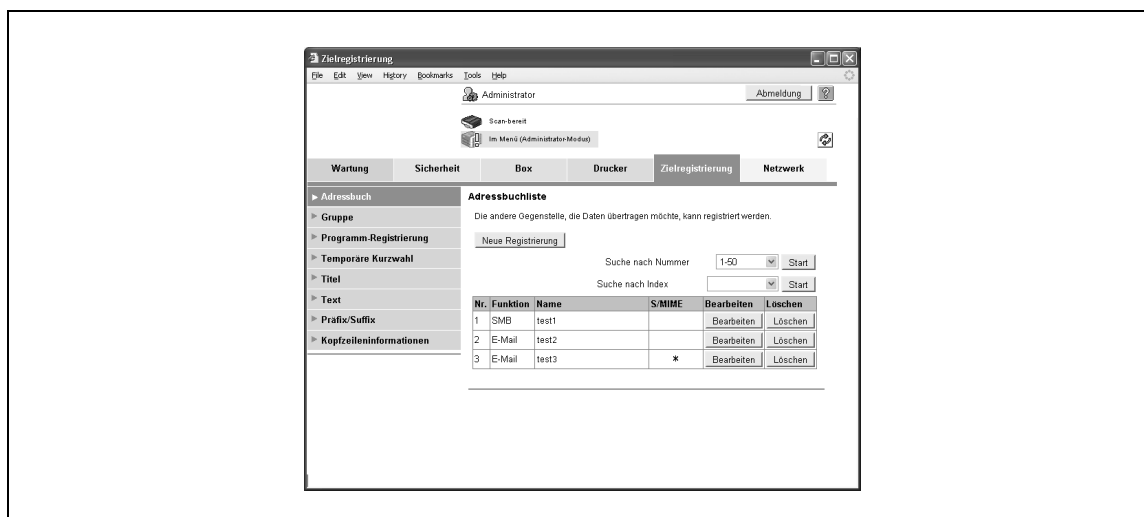 Zielregistrierung
File Edit View History Bookmarks Tools Help
Administrator
Abmeldung ?
Scan-bereit
Im Menü (Administrator-Modus)
Wartung Sicherheit Box Drucker Zielregistrierung Netzwerk
Adressbuch
Gruppe
Programm-Registrierung
Temporäre Kurzwahl
Titel
Text
Präfix/Suffix
Kopfzeileninformationen
Adressbuchliste
Die andere Gegenstelle, die Daten übertragen möchte, kann registriert werden.
Neue Registrierung
Suche nach Nummer 1-50 Start
Suche nach Index Start
Nr. Funktion Name S/MIME Bearbeiten Löschen
1 SMB test1 Bearbeiten Löschen
2 E-Mail test2 Bearbeiten Löschen
3 E-Mail test3 * Bearbeiten Löschen